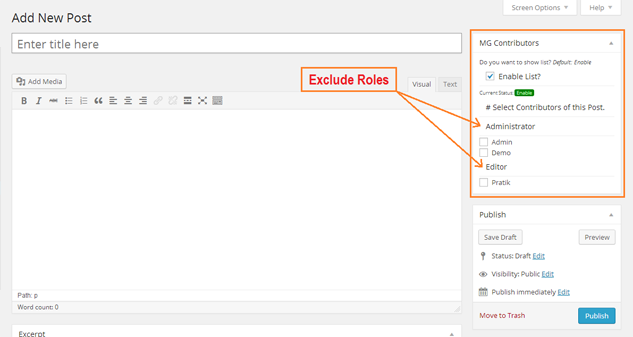 Screen Options Help
Add New Post
Enter title here
Add Media
Visual Text
B I ABC
Exclude Roles
Path: p
Word count: 0
Excerpt
MG Contributors
Do you want to show list? Default: Enable
Enable List?
Current Status: Enable
# Select Contributors of this Post.
Administrator
Admin
Demo
Editor
Pratik
Publish
Save Draft Preview
Status: Draft Edit
Visibility: Public Edit
Publish immediately Edit
Move to Trash Publish